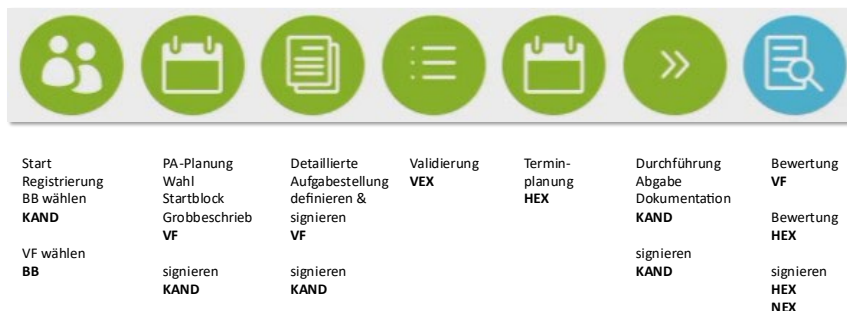 Start
Registrierung
BB wählen
KAND
VF wählen
BB
PA-Planung
Wahl
Startblock
Grobbeschrieb
VF
signieren
KAND
Detaillierte
Aufgabestellung
definieren &
signieren
VF
signieren
KAND
Validierung
VEX
Termin-
planung
HEX
Durchführung
Abgabe
Dokumentation
KAND
signieren
KAND
Bewertung
VF
Bewertung
HEX
signieren
HEX
NEX